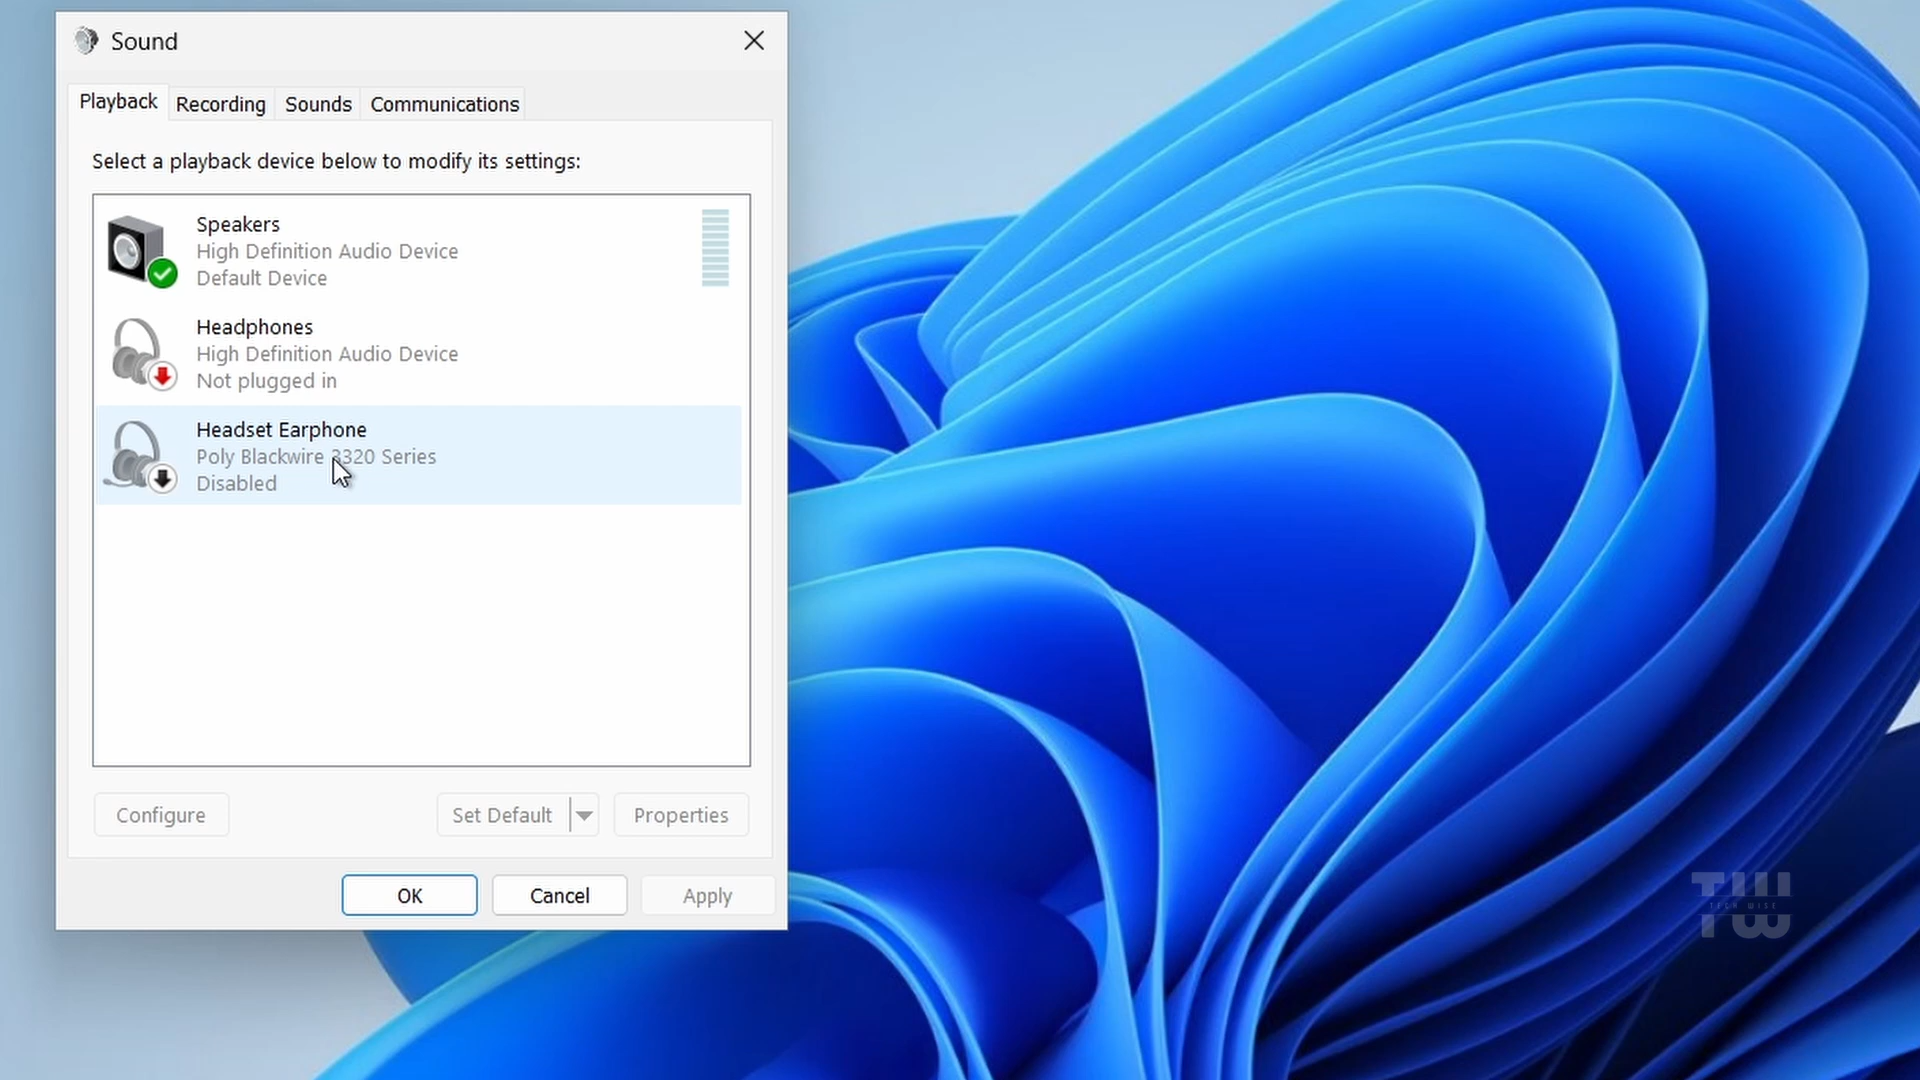 Sound
Playback
Recording
Sounds
Communications
Select a playback device below to modify its settings:
Speakers
High Definition Audio Device
Default Device
Headphones
High Definition Audio Device
Not plugged in
Headset Earphone
Poly Blackwire 3320 Series
Disabled
Configure
Set Default
Properties
OK
Cancel
Apply
TW
TECH WISE